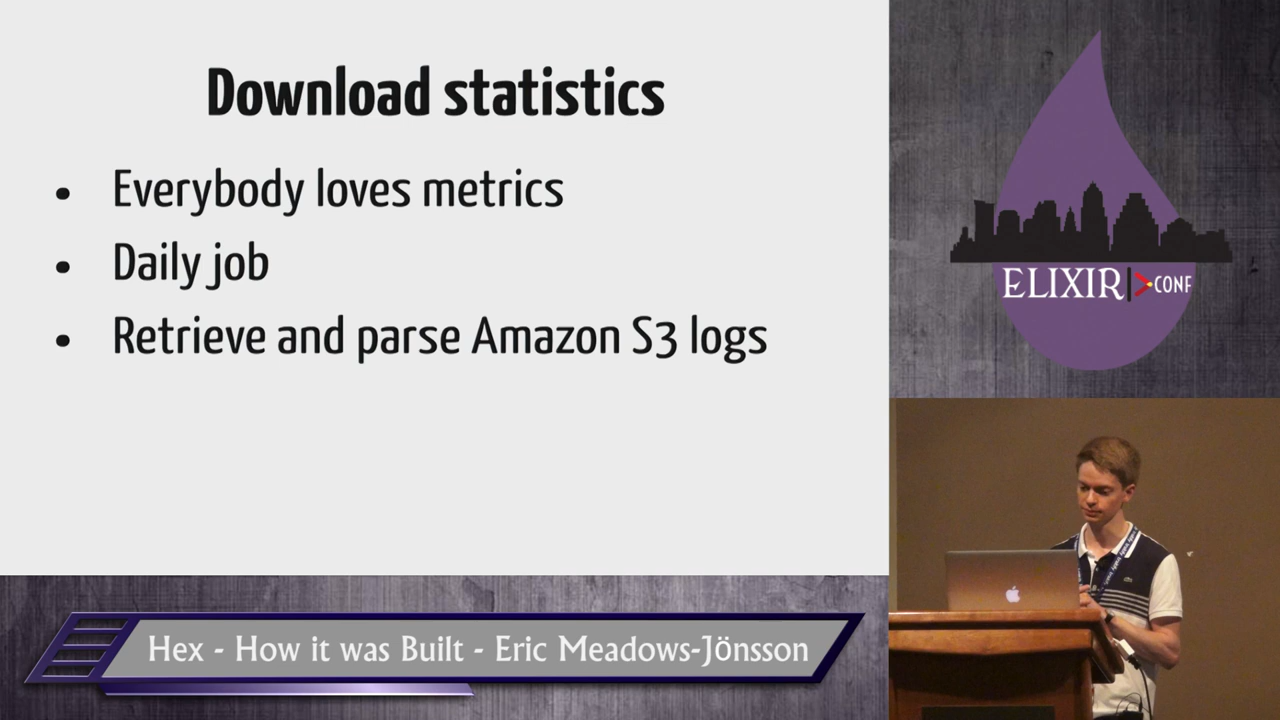 Download statistics
• Everybody loves metrics
• Daily job
• Retrieve and parse Amazon S3 logs
ELIXIR|>CONF
Hex - How it was Built - Eric Meadows-Jönsson